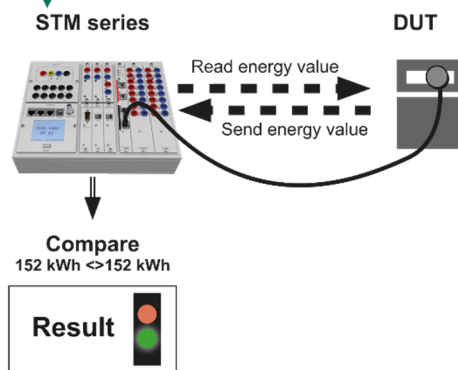 STM series
DUT
Read energy value
Send energy value
Compare
152 kWh <>152 kWh
Result